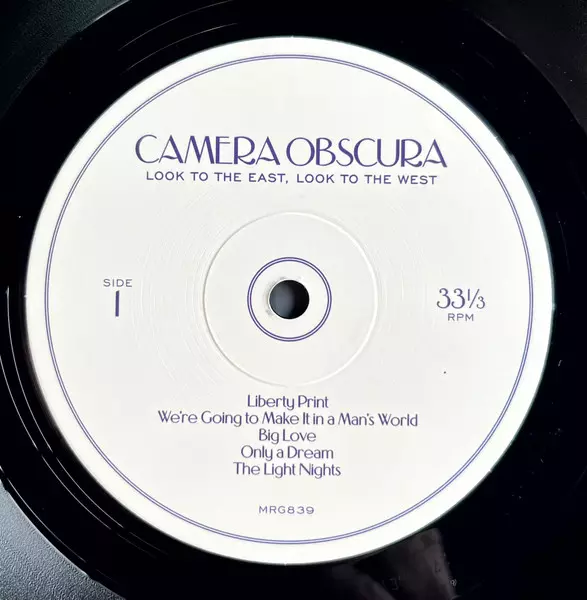 CAMERA OBSCURA
LOOK TO THE EAST, LOOK TO THE WEST
SIDE
1
33⅓
RPM
Liberty Print
We're Going to Make It in a Man's World
Big Love
Only a Dream
The Light Nights
MRG839